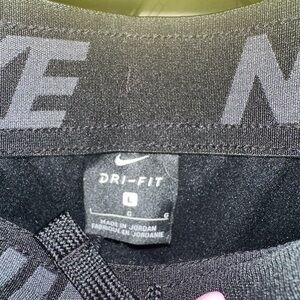 KE N
DRI-FIT
L
G G
MADE IN JORDAN
FABRIQUÉ EN JORDANIE